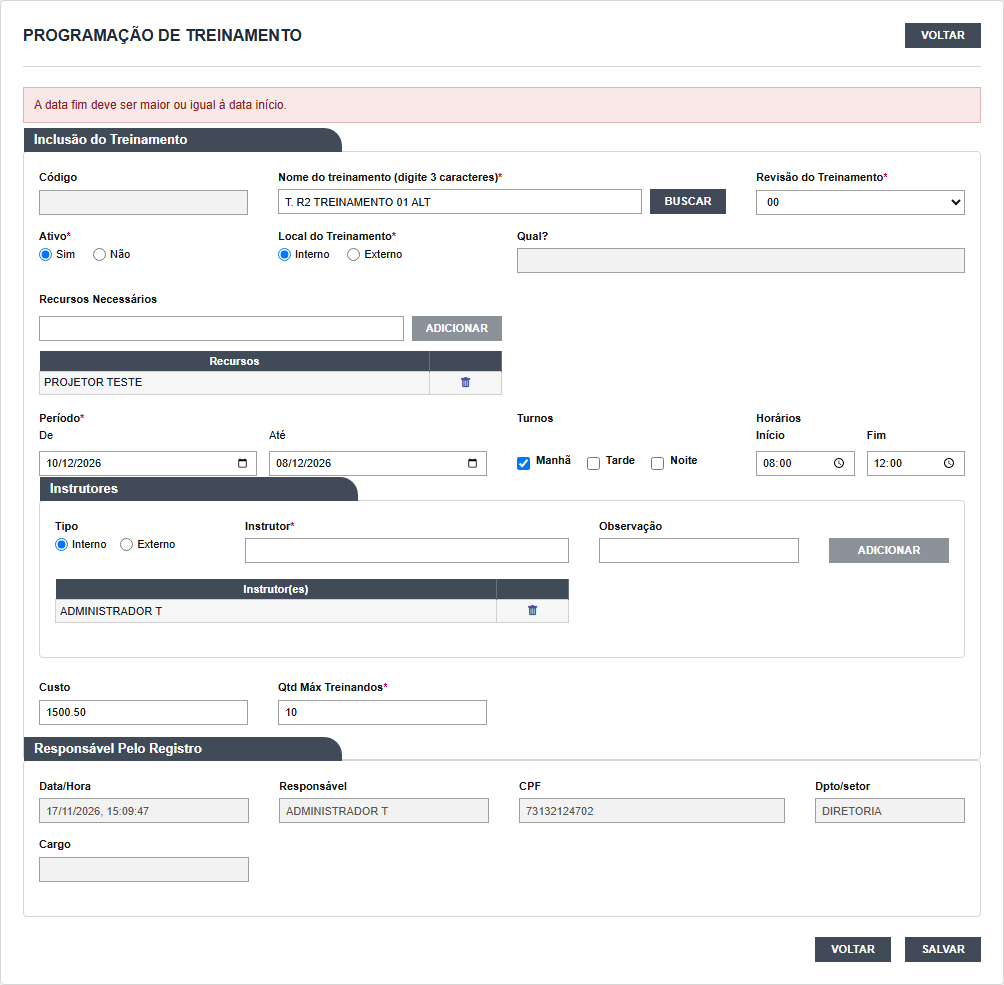 PROGRAMAÇÃO DE TREINAMENTO
VOLTAR
A data fim deve ser maior ou igual à data início.
Inclusão do Treinamento
Código
Nome do treinamento (digite 3 caracteres)*
Revisão do Treinamento*
T. R2 TREINAMENTO 01 ALT
BUSCAR
00
Ativo*
Local do Treinamento*
Qual?
Sim
Não
Interno
Externo
Recursos Necessários
ADICIONAR
Recursos
PROJETOR TESTE
Período*
Turnos
Horários
De
Até
Início
Fim
10/12/2026
08/12/2026
Manhã
Tarde
Noite
08:00
12:00
Instrutores
Tipo
Instrutor*
Observação
Interno
Externo
ADICIONAR
Instrutor(es)
ADMINISTRADOR T
Custo
Qtd Máx Treinandos*
1500.50
10
Responsável Pelo Registro
Data/Hora
Responsável
CPF
Dpto/setor
17/11/2026, 15:09:47
ADMINISTRADOR T
73132124702
DIRETORIA
Cargo
VOLTAR
SALVAR